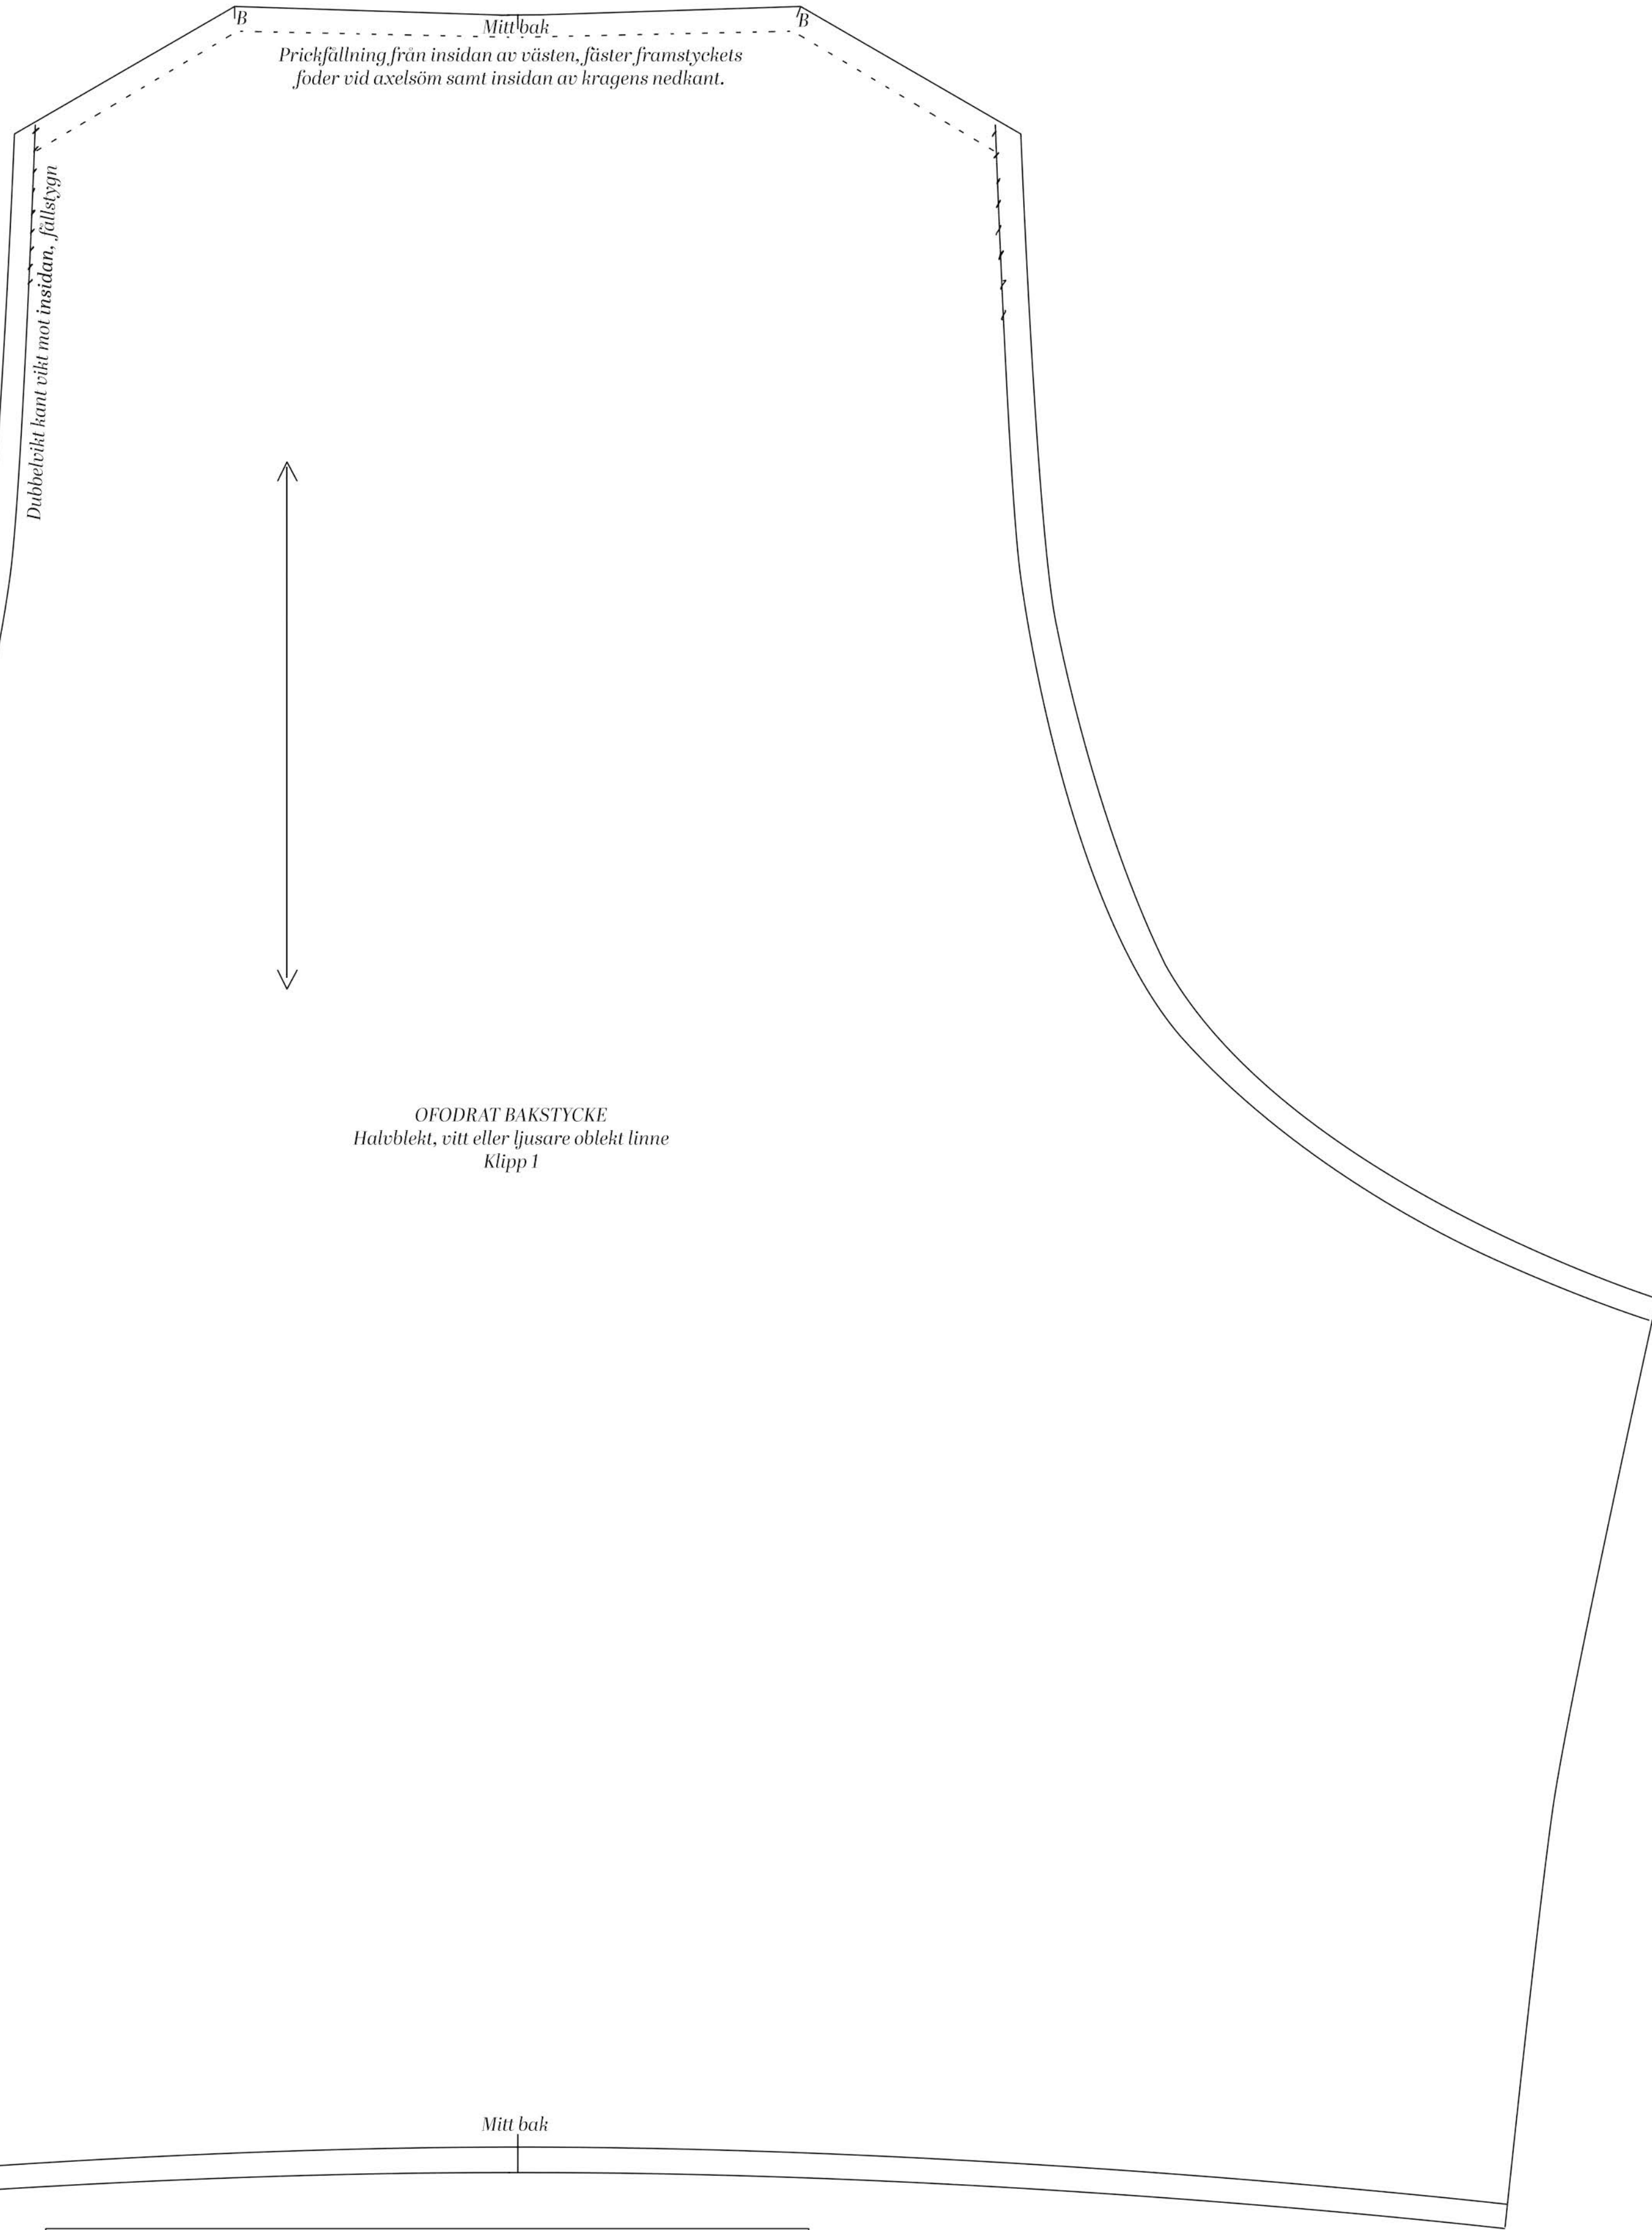 B
Mitt bak
B
Prickfållning från insidan av västen, fäster framstyckets
foder vid axelsöm samt insidan av kragens nedkant.
Dubbelvikt kant vikt mot insidan, fållstygn
OFODRAT BAKSTYCKE
Halvblekt, vitt eller ljusare oblekt linne
Klipp 1
Mitt bak